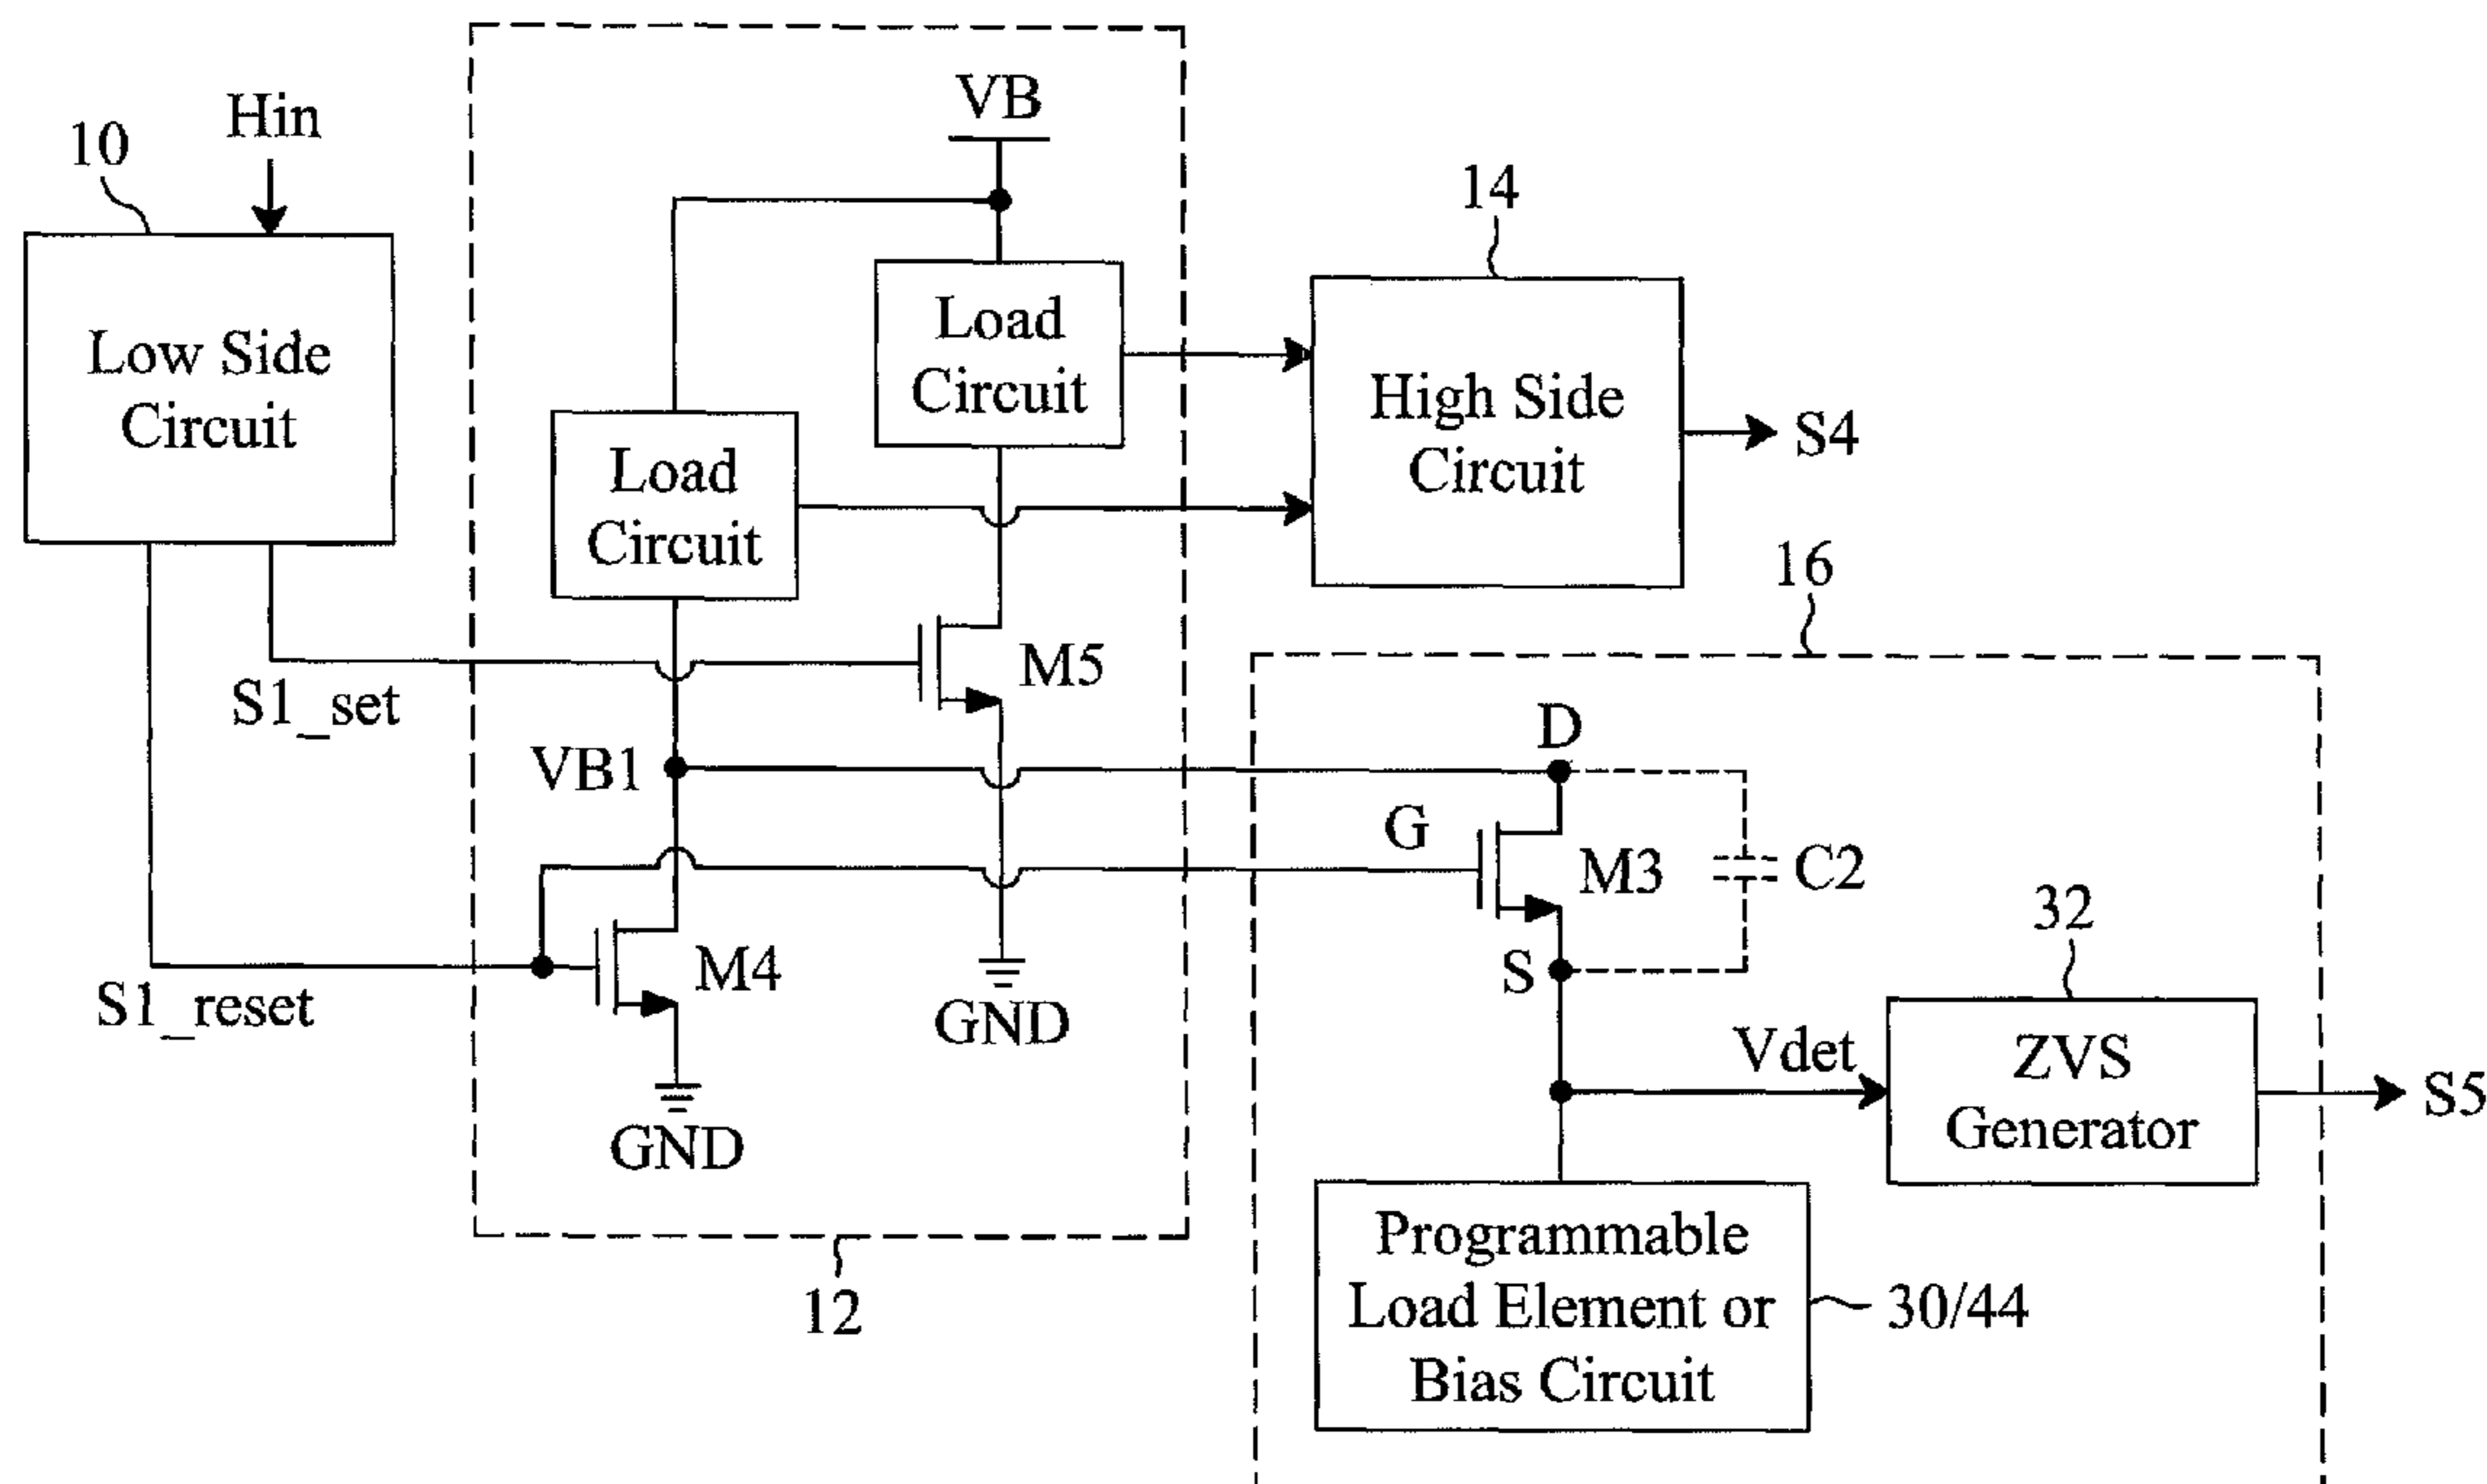 VB
Hin
10
14
Load
Circuit
Low Side
Circuit
High Side
Circuit
S4
Load
Circuit
16
S1_set
M5
D
VB1
G
M3
C2
32
S1_reset
M4
S
GND
Vdet
ZVS
Generator
S5
GND
Programmable
Load Element or
Bias Circuit
30/44
12